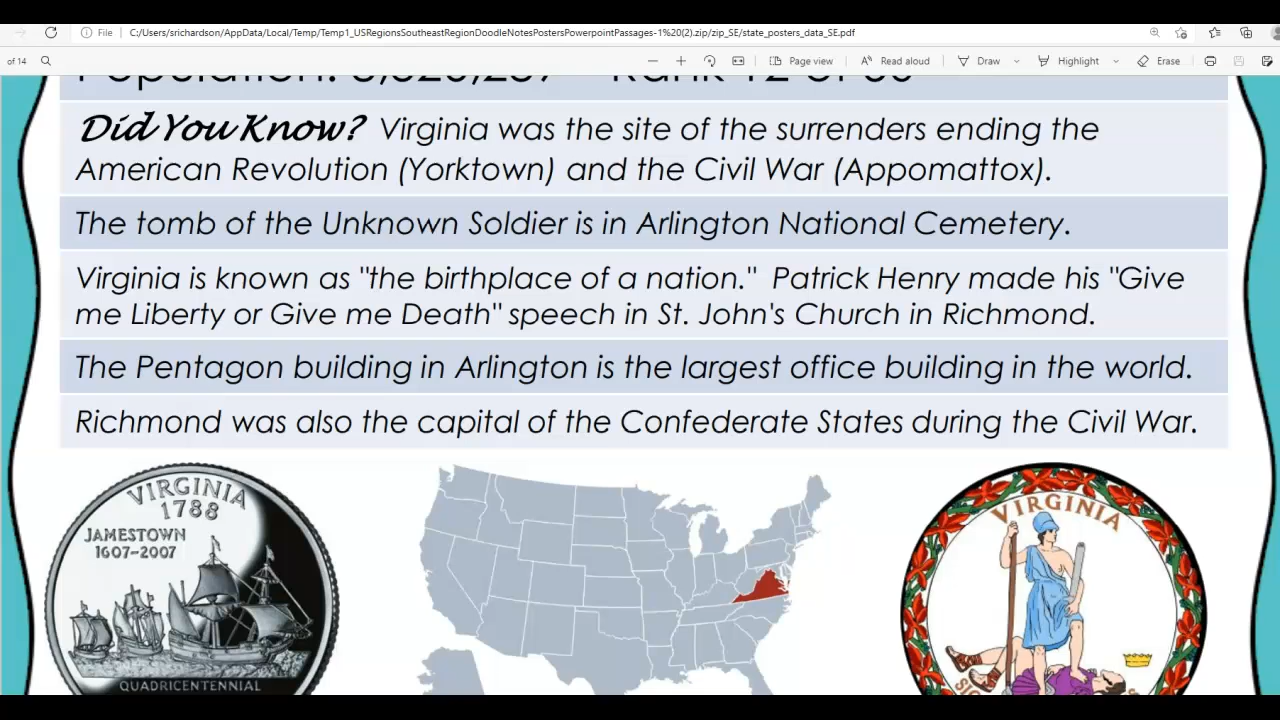 File
C:/Users/srichardson/AppData/Local/Temp/Temp1_USRegionsSoutheastRegionDoodleNotesPostersPowerpointPassages-1%20(2).zip/zip_SE/state_posters_data_SE.pdf
of 14
Page view
Read aloud
Draw
Highlight
Erase
Did You Know? Virginia was the site of the surrenders ending the
American Revolution (Yorktown) and the Civil War (Appomattox).
The tomb of the Unknown Soldier is in Arlington National Cemetery.
Virginia is known as "the birthplace of a nation." Patrick Henry made his "Give
me Liberty or Give me Death" speech in St. John's Church in Richmond.
The Pentagon building in Arlington is the largest office building in the world.
Richmond was also the capital of the Confederate States during the Civil War.
VIRGINIA
1788
JAMESTOWN
1607-2007
QUADRICENTENNIAL
VIRGINIA